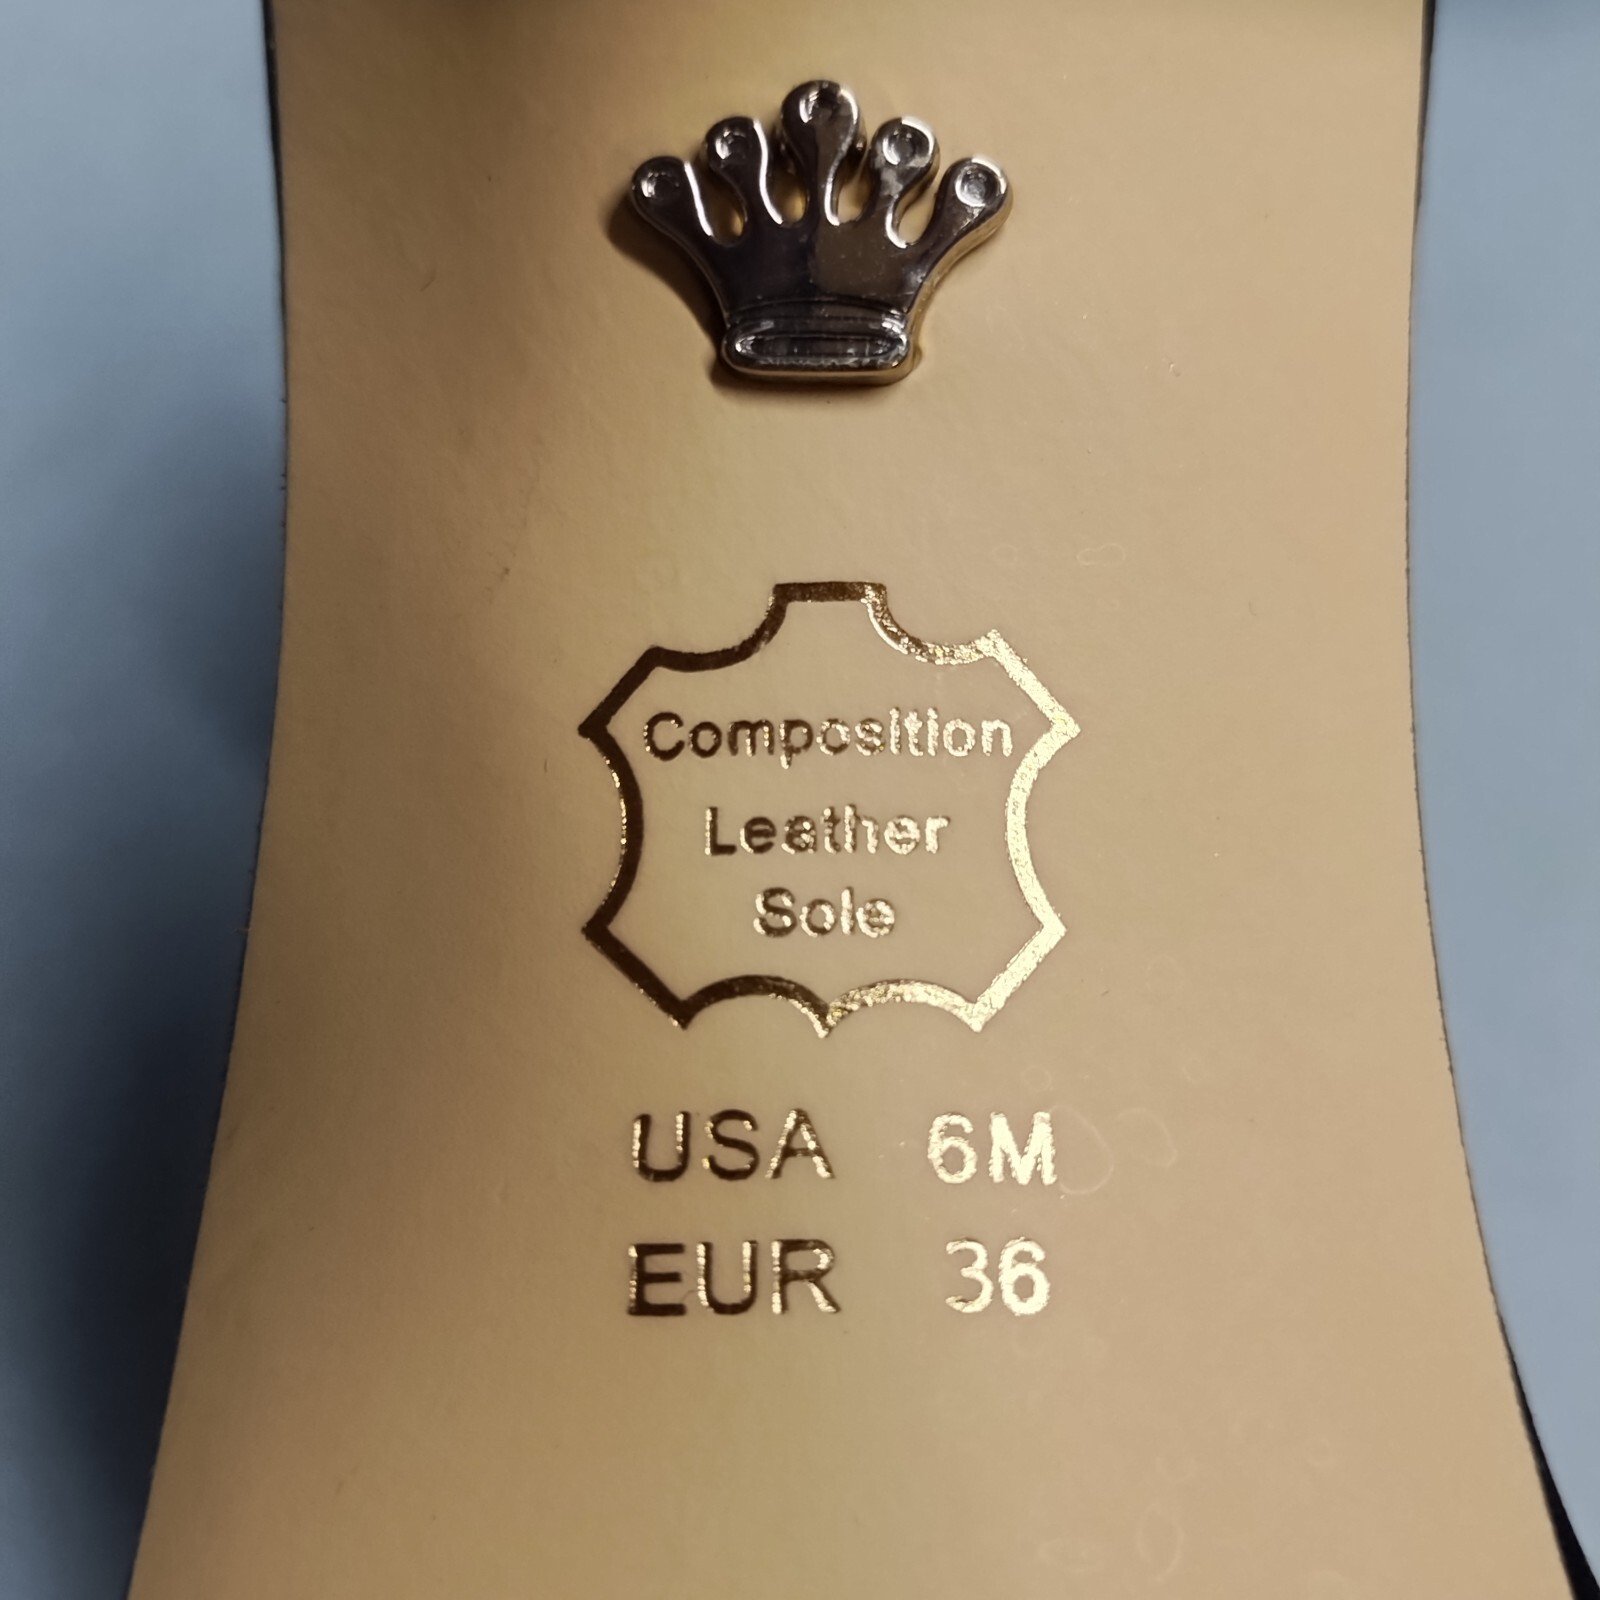 Composition
Leather
Sole
USA 6M
EUR 36